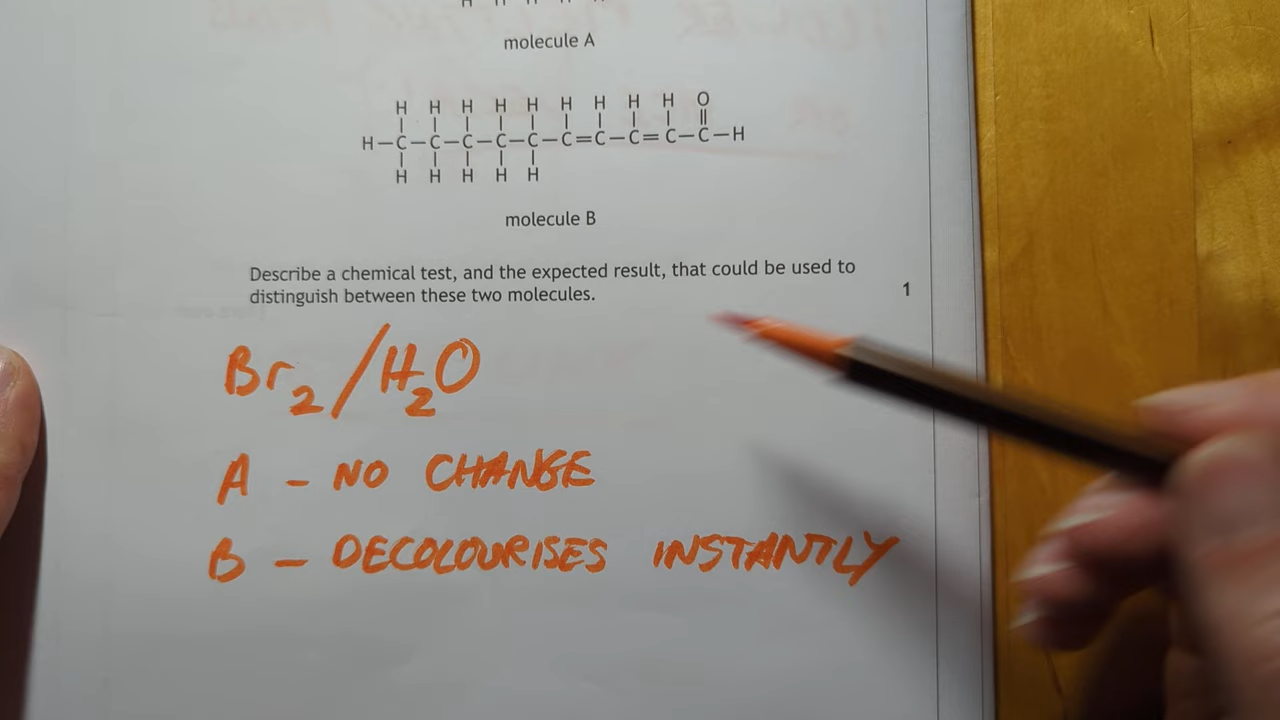 H H H H H
molecule A
H H H H H H H H H O
H-C-C-C-C-C-C=C-C=C-C-H
H H H H H
molecule B
Describe a chemical test, and the expected result, that could be used to
distinguish between these two molecules. 1
Br2/H2O
A - NO CHANGE
B - DECOLOURISES INSTANTLY